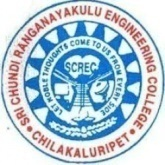 SRI CHUNDI RANGANAYAKULU ENGINEERING COLLEGE
• CHILAKALURIPET •
LET NOBLE THOUGHTS COME TO US FROM EVERY SIDE
SCREC